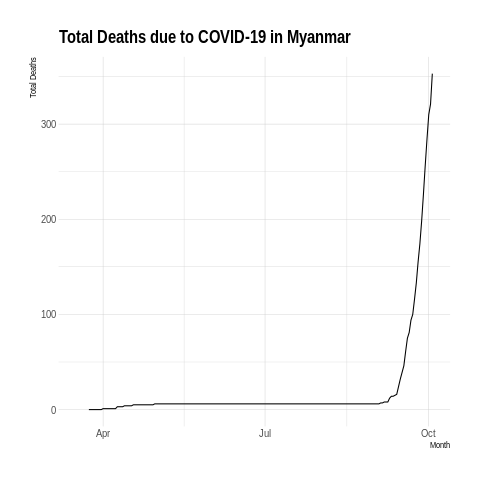 Total Deaths due to COVID-19 in Myanmar
Total Deaths
300
200
100
0
Apr
Jul
Oct
Month